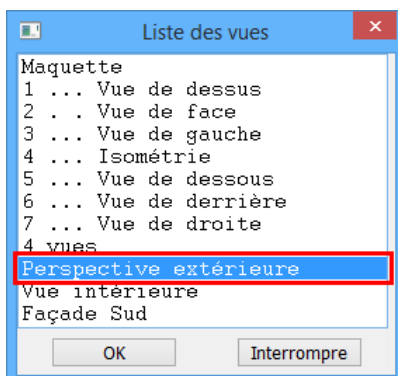 Liste des vues
Maquette
1 ... Vue de dessus
2 . . Vue de face
3 ... Vue de gauche
4 ... Isométrie
5 ... Vue de dessous
6 ... Vue de derrière
7 ... Vue de droite
4 vues
Perspective extérieure
Vue intérieure
Façade Sud
OK Interrompre